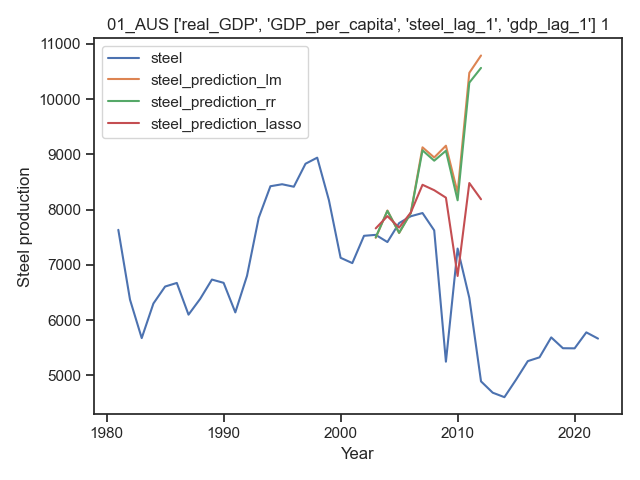 01_AUS ['real_GDP', 'GDP_per_capita', 'steel_lag_1', 'gdp_lag_1'] 1
11000
10000
9000
8000
7000
6000
5000
Steel production
steel
steel_prediction_lm
steel_prediction_rr
steel_prediction_lasso
1980
1990
2000
2010
2020
Year